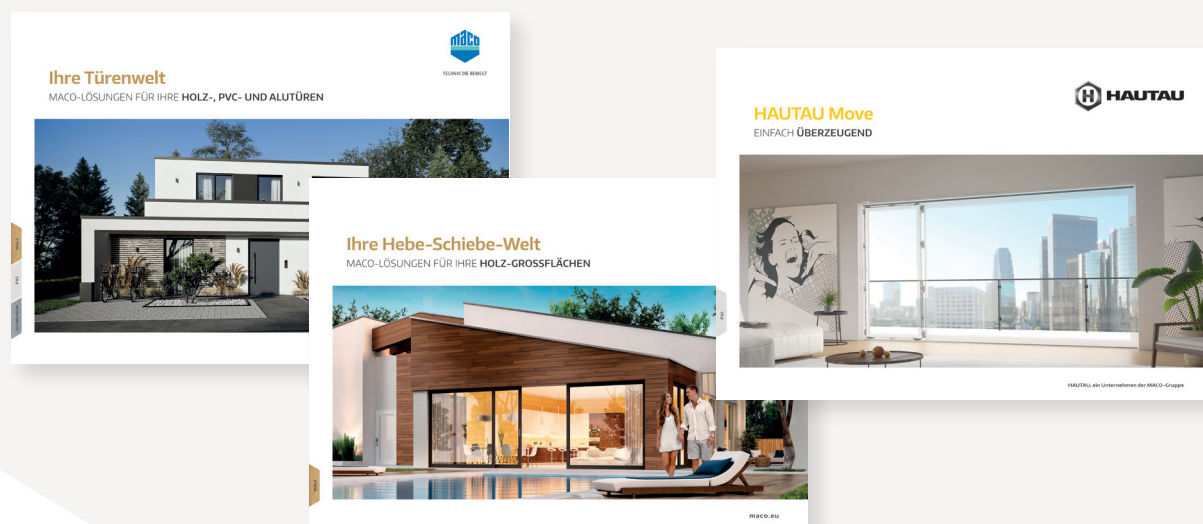 maco
TECHNIK DIE BEWEGT
Ihre Türenwelt
MACO-LÖSUNGEN FÜR IHRE HOLZ-, PVC- UND ALUTÜREN
Ihre Hebe-Schiebe-Welt
MACO-LÖSUNGEN FÜR IHRE HOLZ-GROSSFLÄCHEN
maco.eu
H HAUTAU
HAUTAU Move
EINFACH ÜBERZEUGEND
PVC
HAUTAU, ein Unternehmen der MACO-Gruppe